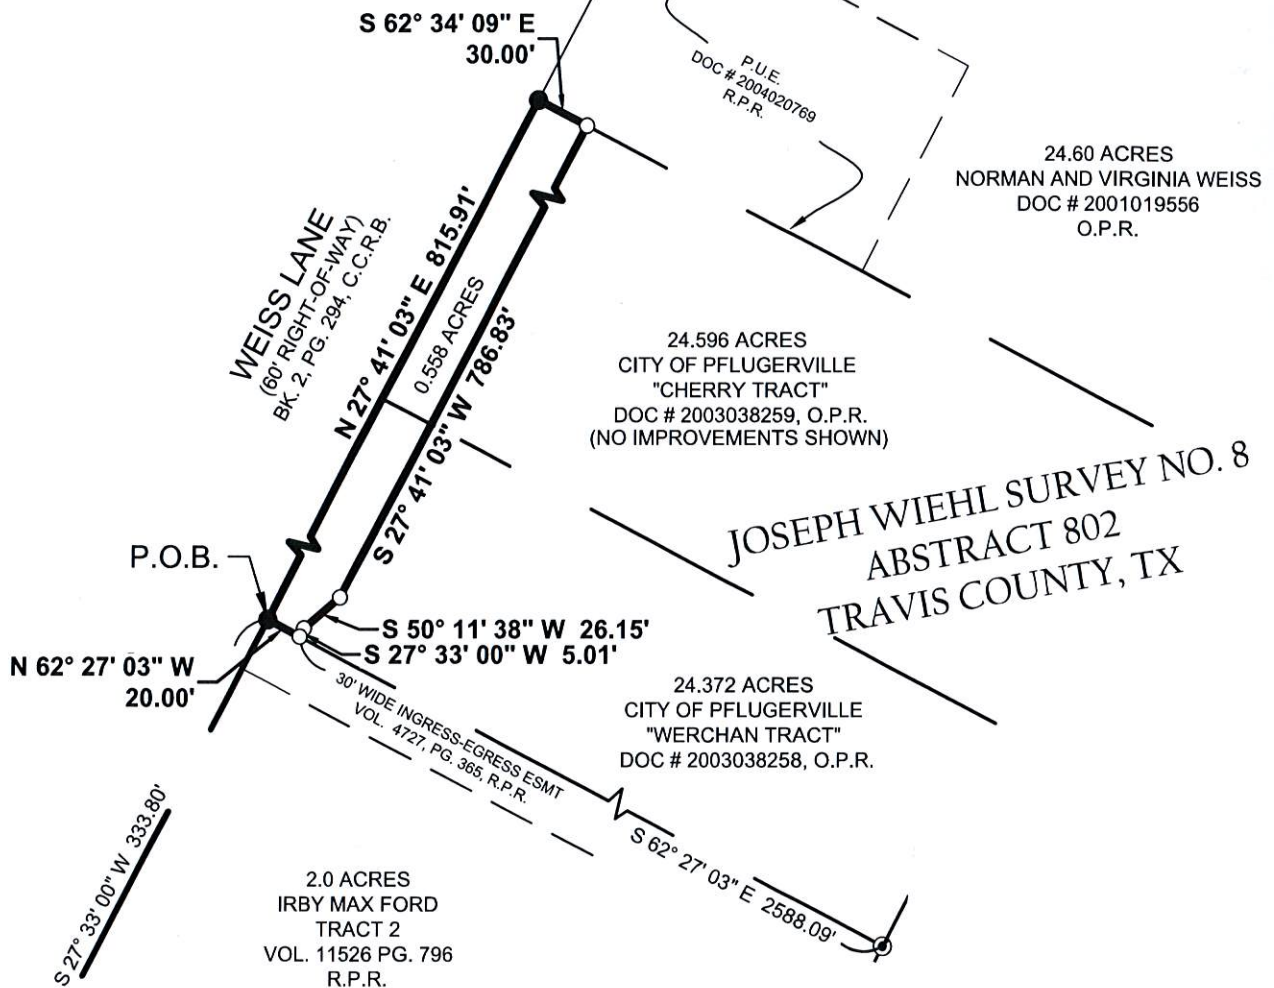 S 62° 34' 09" E
30.00'
P.U.E.
DOC # 2004020769
R.P.R.
24.60 ACRES
NORMAN AND VIRGINIA WEISS
DOC # 2001019556
O.P.R.
WEISS LANE
(60' RIGHT-OF-WAY)
BK. 2, PG. 294, C.C.R.B.
N 27° 41' 03" E 815.91'
0.558 ACRES
S 27° 41' 03" W 786.83'
24.596 ACRES
CITY OF PFLUGERVILLE
"CHERRY TRACT"
DOC # 2003038259, O.P.R.
(NO IMPROVEMENTS SHOWN)
JOSEPH WIEHL SURVEY NO. 8
ABSTRACT 802
TRAVIS COUNTY, TX
P.O.B.
S 50° 11' 38" W 26.15'
S 27° 33' 00" W 5.01'
N 62° 27' 03" W
20.00'
30' WIDE INGRESS-EGRESS ESMT
VOL. 4727, PG. 365, R.P.R.
24.372 ACRES
CITY OF PFLUGERVILLE
"WERCHAN TRACT"
DOC # 2003038258, O.P.R.
S 62° 27' 03" E 2588.09'
S 27° 33' 00" W 333.80'
2.0 ACRES
IRBY MAX FORD
TRACT 2
VOL. 11526 PG. 796
R.P.R.